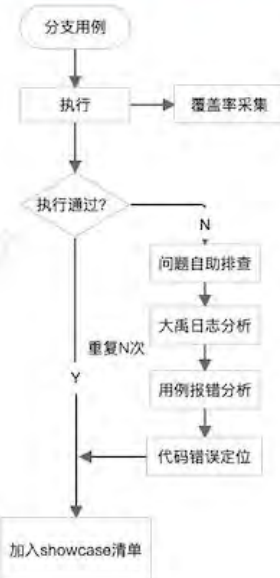 分支用例
执行
覆盖率采集
执行通过?
N
问题自助排查
大禹日志分析
重复N次
Y
用例报错分析
代码错误定位
加入showcase清单